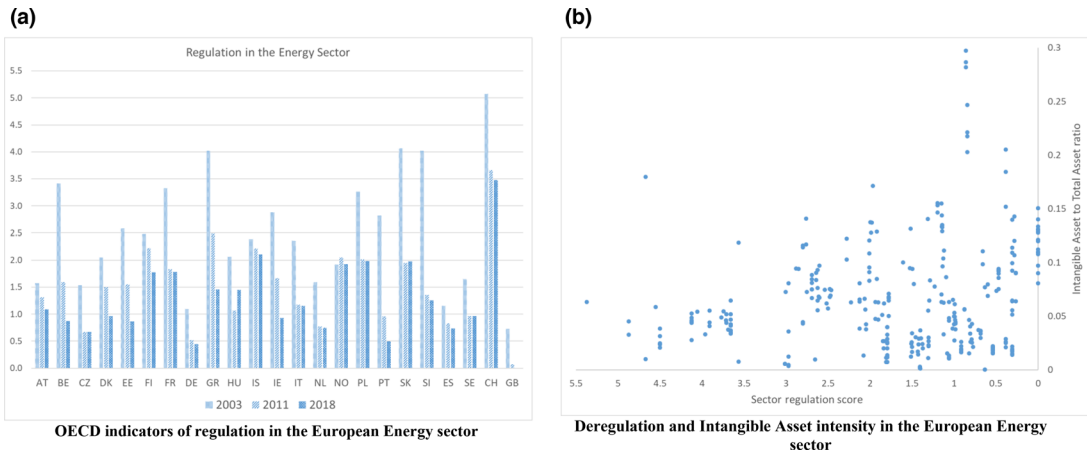 (a)
Regulation in the Energy Sector
5.5
5.0
4.5
4.0
3.5
3.0
2.5
2.0
1.5
1.0
0.5
0.0
AT BE CZ DK EE FI FR DE GR HU IS IE IT NL NO PL PT SK SI ES SE CH GB
2003 2011 2018
OECD indicators of regulation in the European Energy sector
(b)
0.3
0.25
0.2
0.15
0.1
0.05
0
Intangible Asset to Total Asset ratio
5.5 5 4.5 4 3.5 3 2.5 2 1.5 1 0.5 0
Sector regulation score
Deregulation and Intangible Asset intensity in the European Energy
sector